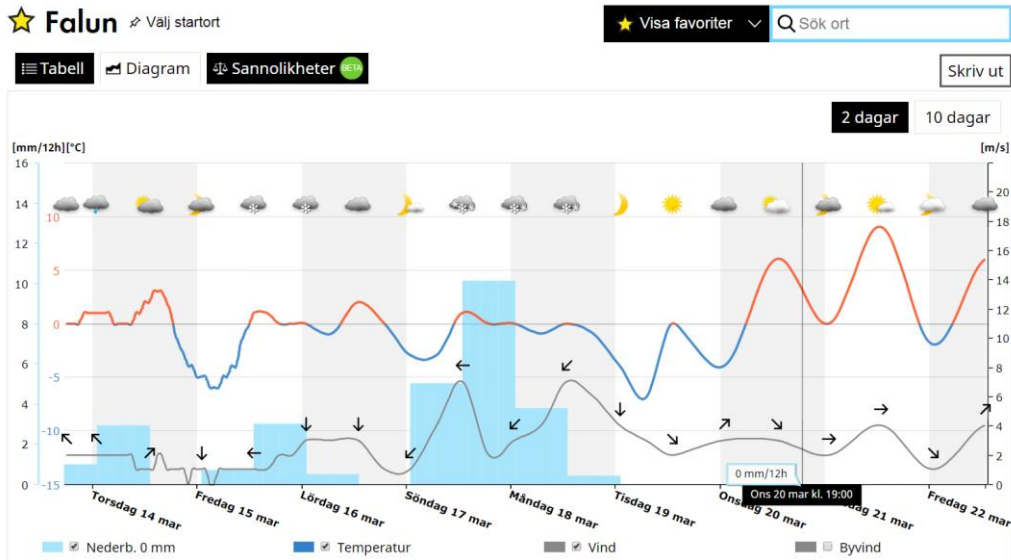 Falun Välj startort
Visa favoriter Sök ort
Tabell Diagram Sannolikheter BETA
Skriv ut
2 dagar 10 dagar
[mm/12h][°C] [m/s]
16
14
12
10
8
6
4
2
0
10
5
0
-5
-10
-15
20
18
16
14
12
10
8
6
4
2
0
0 mm/12h
Ons 20 mar kl. 19:00
Torsdag 14 mar
Fredag 15 mar
Lördag 16 mar
Söndag 17 mar
Måndag 18 mar
Tisdag 19 mar
Onsdag 20 mar
dag 21 mar
Fredag 22 mar
Nederb. 0 mm Temperatur Vind Byvind